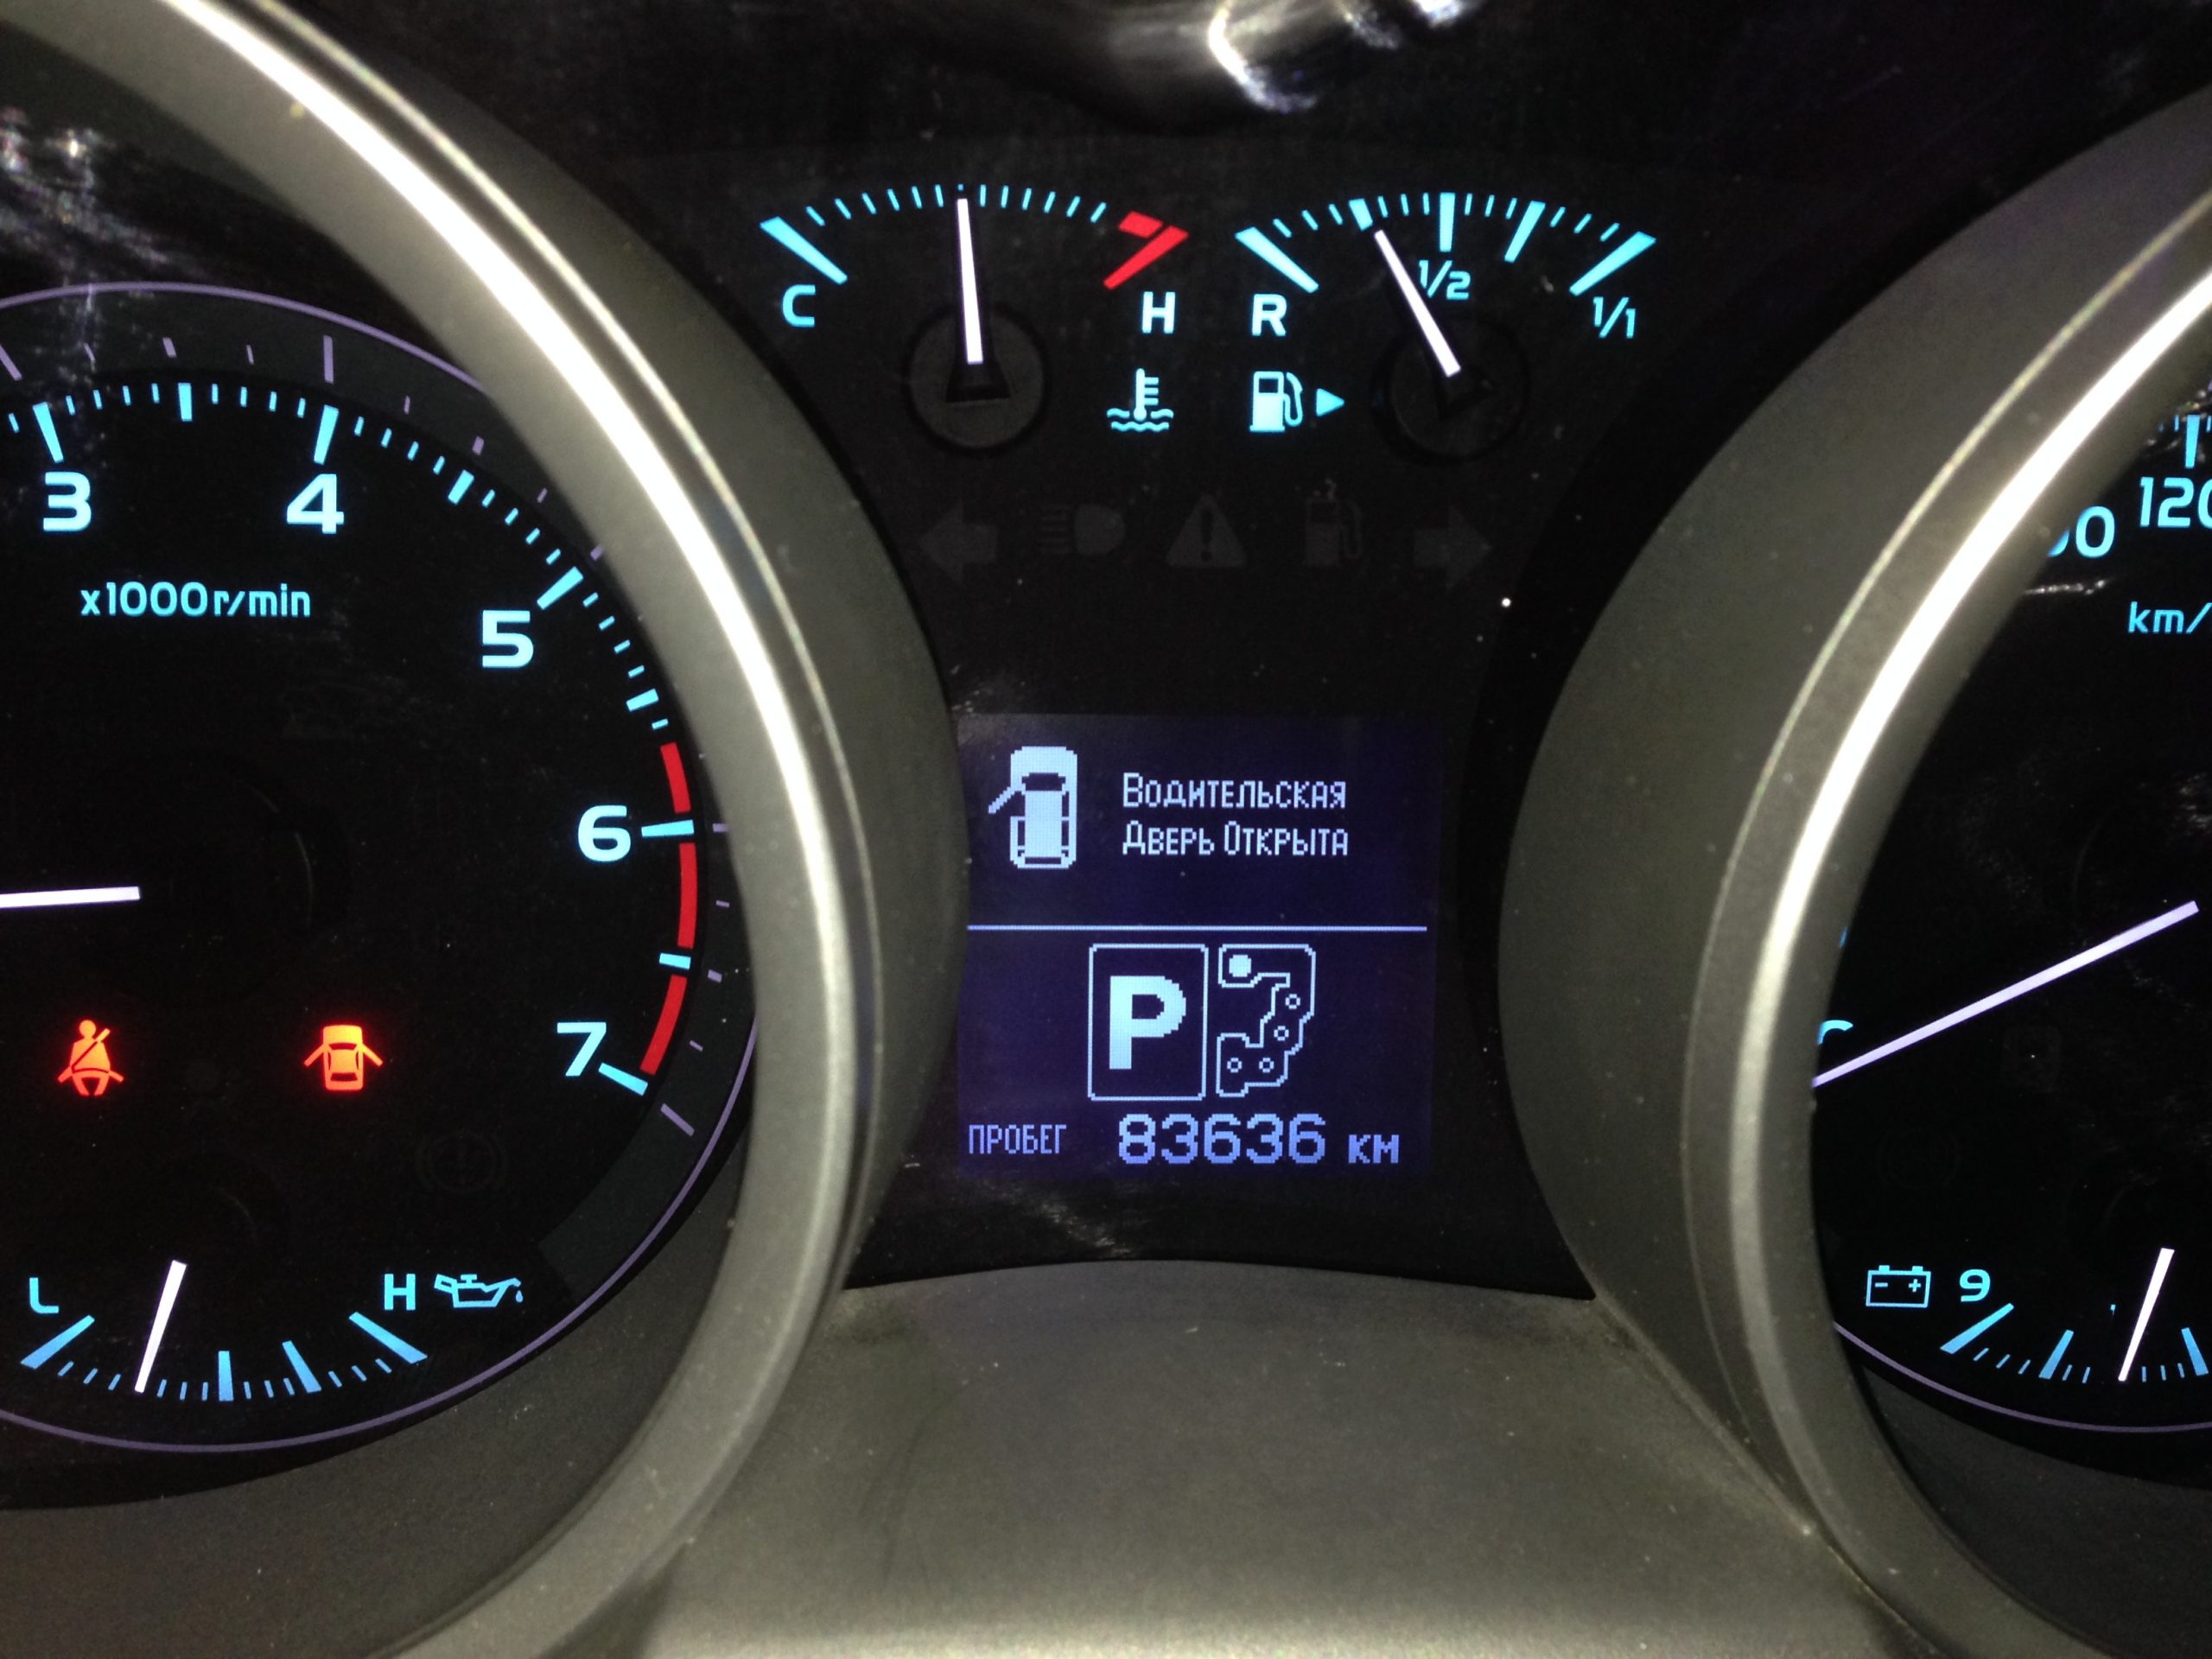 C
H
R
1/2
1/1
3
4
x1000r/min
5
6
7
120
km/
Водительская
Дверь Открыта
P
ПРОБЕГ 83636 км
L
H
9